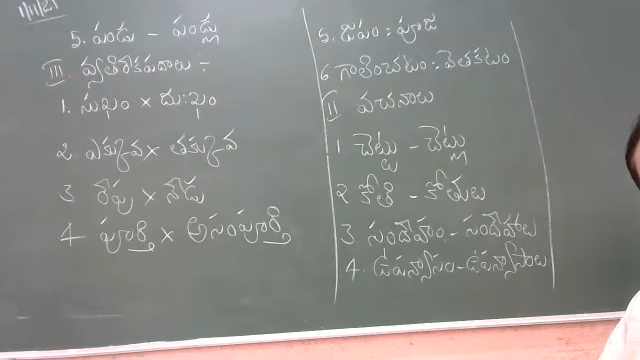 1/11/21
5. పండు - పండ్లు
III వ్యతిరేకపదాలు ÷
1. సుఖం x దుఃఖం
2. ఎక్కువ x తక్కువ
3 రేపు x నేడు
4 పూర్తి x అసంపూర్తి
5. జపం : పూజ
6 గాలించటం : వెతకటం
II వచనాలు
1 చెట్టు - చెట్లు
2 కోతి - కోతులు
3. సందేహం - సందేహాలు
4. ఉపన్యాసం - ఉపన్యాసాలు